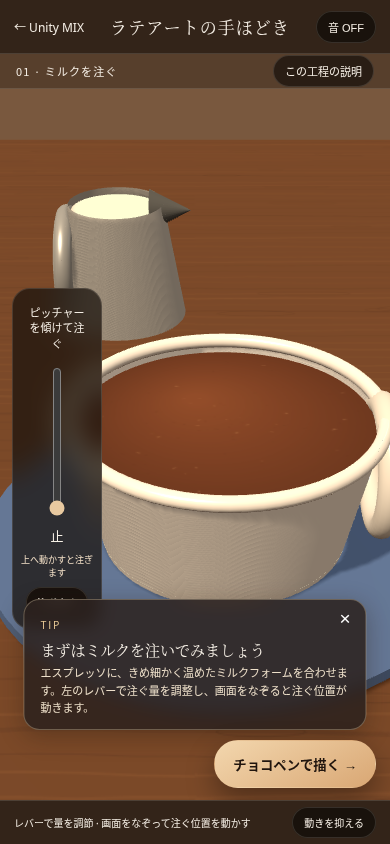 ← Unity MIX
ラテアートの手ほどき
音 OFF
01 · ミルクを注ぐ
この工程の説明
ピッチャー
を傾けて注
ぐ
止
上へ動かすと注ぎ
ます
TIP
×
まずはミルクを注いでみましょう
エスプレッソに、きめ細かく温めたミルクフォームを合わせま
す。左のレバーで注ぐ量を調整し、画面をなぞると注ぐ位置が
動きます。
チョコペンで描く →
レバーで量を調節 · 画面をなぞって注ぐ位置を動かす
動きを抑える